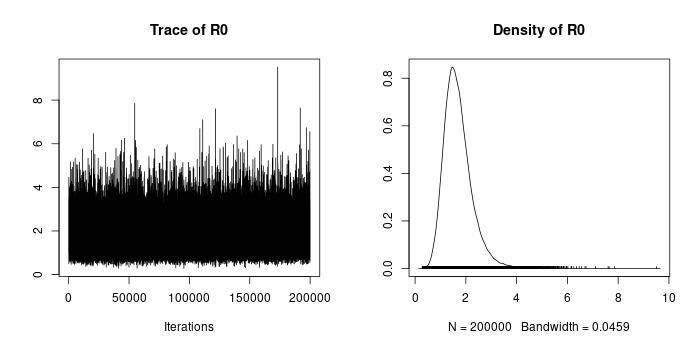 Trace of R0
0 2 4 6 8
0 50000 100000 150000 200000
Iterations
Density of R0
0.0 0.2 0.4 0.6 0.8
0 2 4 6 8 10
N = 200000 Bandwidth = 0.0459